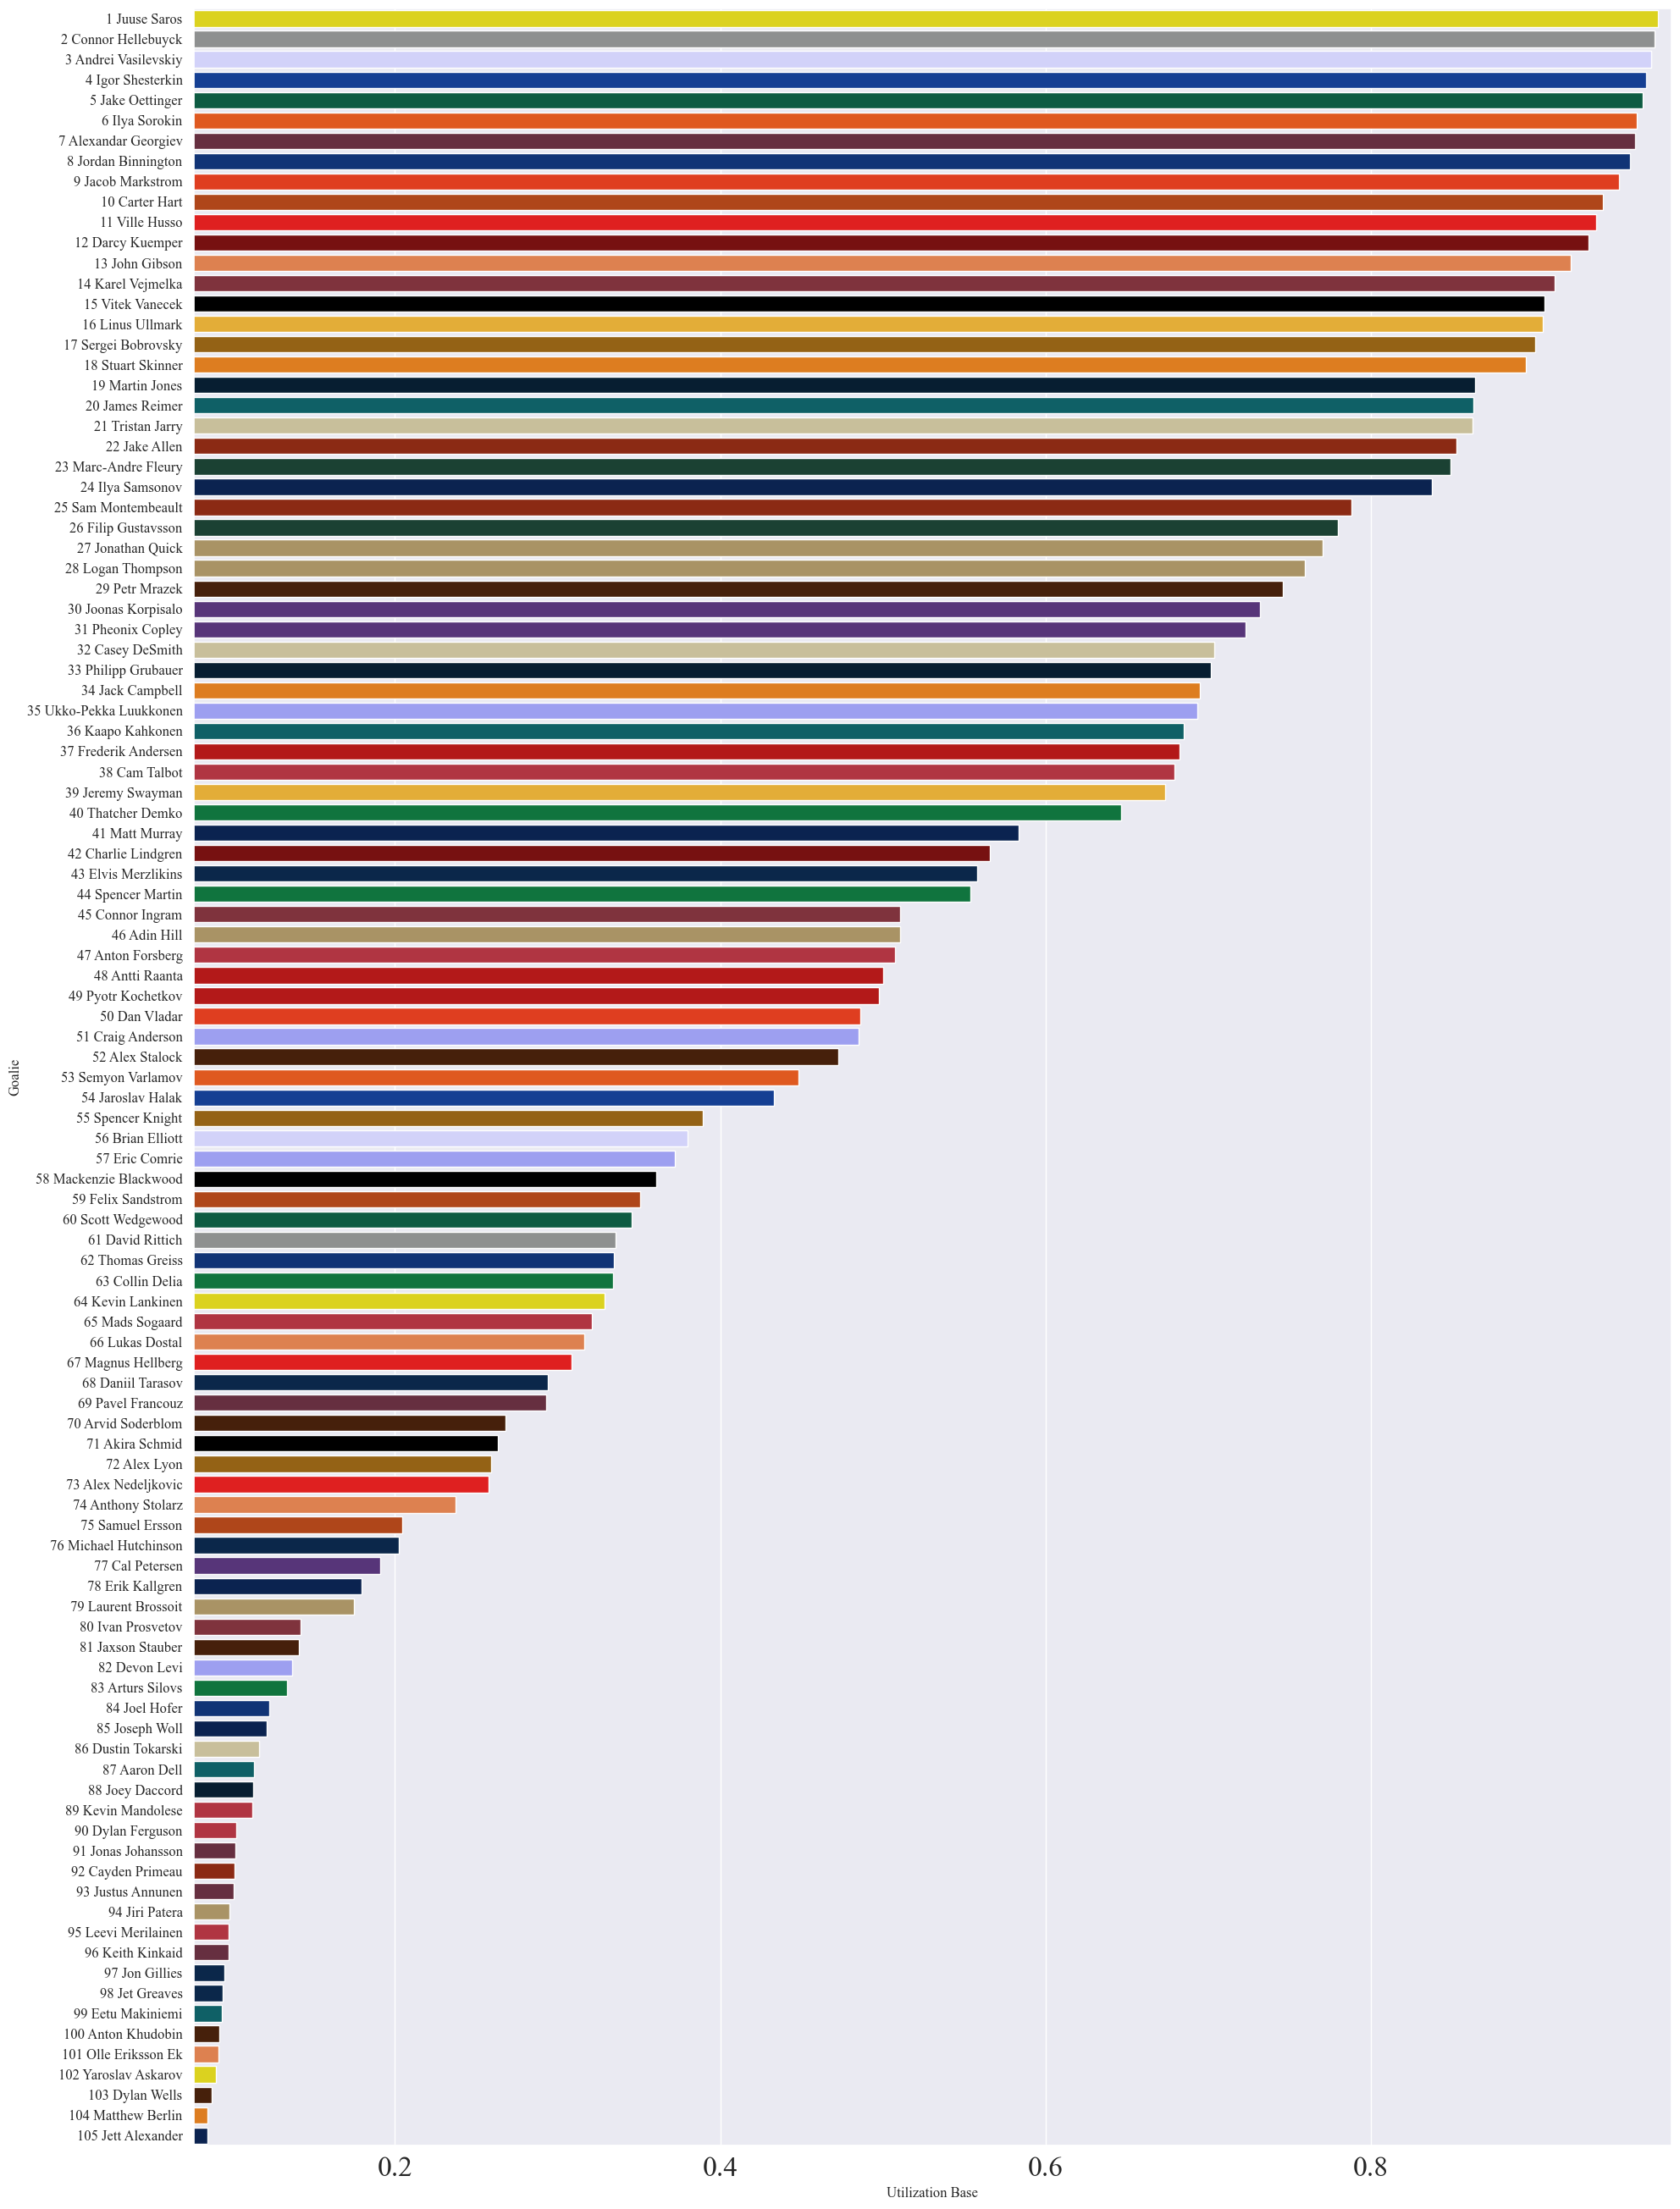 1 Juuse Saros
2 Connor Hellebuyck
3 Andrei Vasilevskiy
4 Igor Shesterkin
5 Jake Oettinger
6 Ilya Sorokin
7 Alexandar Georgiev
8 Jordan Binnington
9 Jacob Markstrom
10 Carter Hart
11 Ville Husso
12 Darcy Kuemper
13 John Gibson
14 Karel Vejmelka
15 Vitek Vanecek
16 Linus Ullmark
17 Sergei Bobrovsky
18 Stuart Skinner
19 Martin Jones
20 James Reimer
21 Tristan Jarry
22 Jake Allen
23 Marc-Andre Fleury
24 Ilya Samsonov
25 Sam Montembeault
26 Filip Gustavsson
27 Jonathan Quick
28 Logan Thompson
29 Petr Mrazek
30 Joonas Korpisalo
31 Pheonix Copley
32 Casey DeSmith
33 Philipp Grubauer
34 Jack Campbell
35 Ukko-Pekka Luukkonen
36 Kaapo Kahkonen
37 Frederik Andersen
38 Cam Talbot
39 Jeremy Swayman
40 Thatcher Demko
41 Matt Murray
42 Charlie Lindgren
43 Elvis Merzlikins
44 Spencer Martin
45 Connor Ingram
46 Adin Hill
47 Anton Forsberg
48 Antti Raanta
49 Pyotr Kochetkov
50 Dan Vladar
51 Craig Anderson
52 Alex Stalock
53 Semyon Varlamov
54 Jaroslav Halak
55 Spencer Knight
56 Brian Elliott
57 Eric Comrie
58 Mackenzie Blackwood
59 Felix Sandstrom
60 Scott Wedgewood
61 David Rittich
62 Thomas Greiss
63 Collin Delia
64 Kevin Lankinen
65 Mads Sogaard
66 Lukas Dostal
67 Magnus Hellberg
68 Daniil Tarasov
69 Pavel Francouz
70 Arvid Soderblom
71 Akira Schmid
72 Alex Lyon
73 Alex Nedeljkovic
74 Anthony Stolarz
75 Samuel Ersson
76 Michael Hutchinson
77 Cal Petersen
78 Erik Kallgren
79 Laurent Brossoit
80 Ivan Prosvetov
81 Jaxson Stauber
82 Devon Levi
83 Arturs Silovs
84 Joel Hofer
85 Joseph Woll
86 Dustin Tokarski
87 Aaron Dell
88 Joey Daccord
89 Kevin Mandolese
90 Dylan Ferguson
91 Jonas Johansson
92 Cayden Primeau
93 Justus Annunen
94 Jiri Patera
95 Leevi Merilainen
96 Keith Kinkaid
97 Jon Gillies
98 Jet Greaves
99 Eetu Makiniemi
100 Anton Khudobin
101 Olle Eriksson Ek
102 Yaroslav Askarov
103 Dylan Wells
104 Matthew Berlin
105 Jett Alexander
Goalie
0.2 0.4 0.6 0.8
Utilization Base